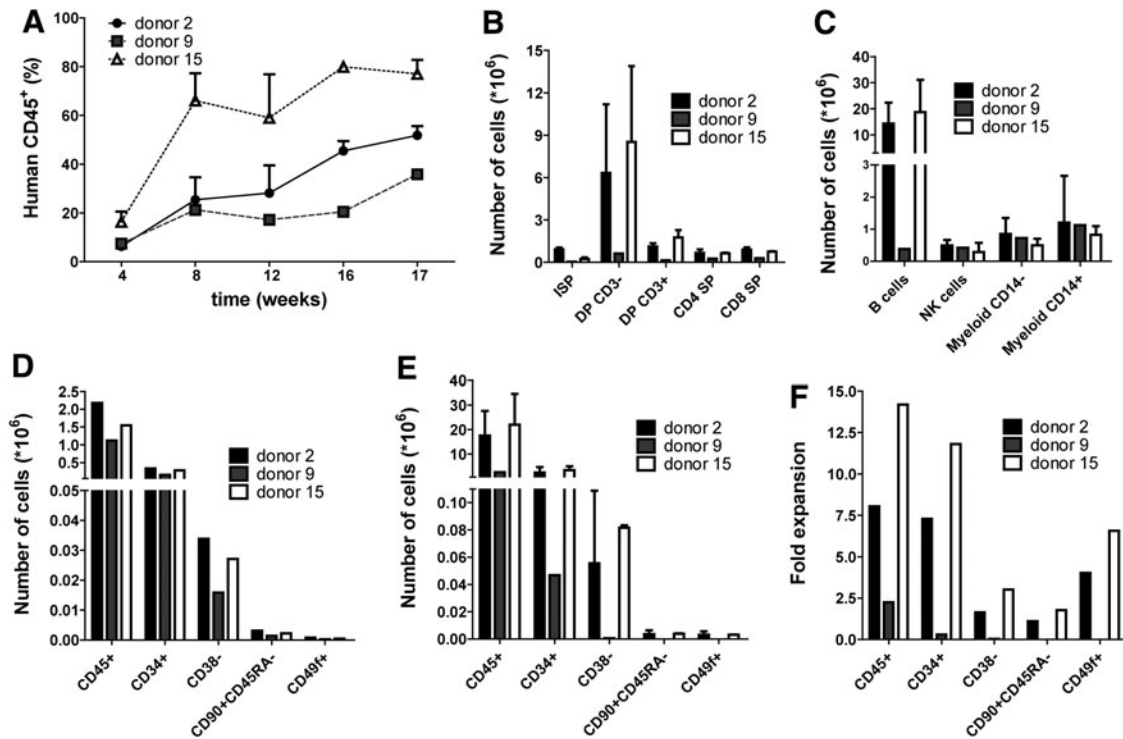 A
donor 2
donor 9
donor 15
Human CD45+ (%)
100
80
60
40
20
0
4
8
12
16
17
time (weeks)
B
Number of cells (*10⁶)
15
12
9
6
3
0
donor 2
donor 9
donor 15
ISP
DP CD3-
DP CD3+
CD4 SP
CD8 SP
C
Number of cells (*10⁶)
40
30
20
10
3
2
1
0
donor 2
donor 9
donor 15
B cells
NK cells
Myeloid CD14-
Myeloid CD14+
D
Number of cells (*10⁶)
2.5
2.0
1.5
1.0
0.5
0.05
0.04
0.03
0.02
0.01
0.00
donor 2
donor 9
donor 15
CD45+
CD34+
CD38-
CD90+CD45RA-
CD49f+
E
Number of cells (*10⁶)
40
30
20
10
0.12
0.10
0.08
0.06
0.04
0.02
0.00
donor 2
donor 9
donor 15
CD45+
CD34+
CD38-
CD90+CD45RA-
CD49f+
F
Fold expansion
15.0
12.5
10.0
7.5
5.0
2.5
0.0
donor 2
donor 9
donor 15
CD45+
CD34+
CD38-
CD90+CD45RA-
CD49f+